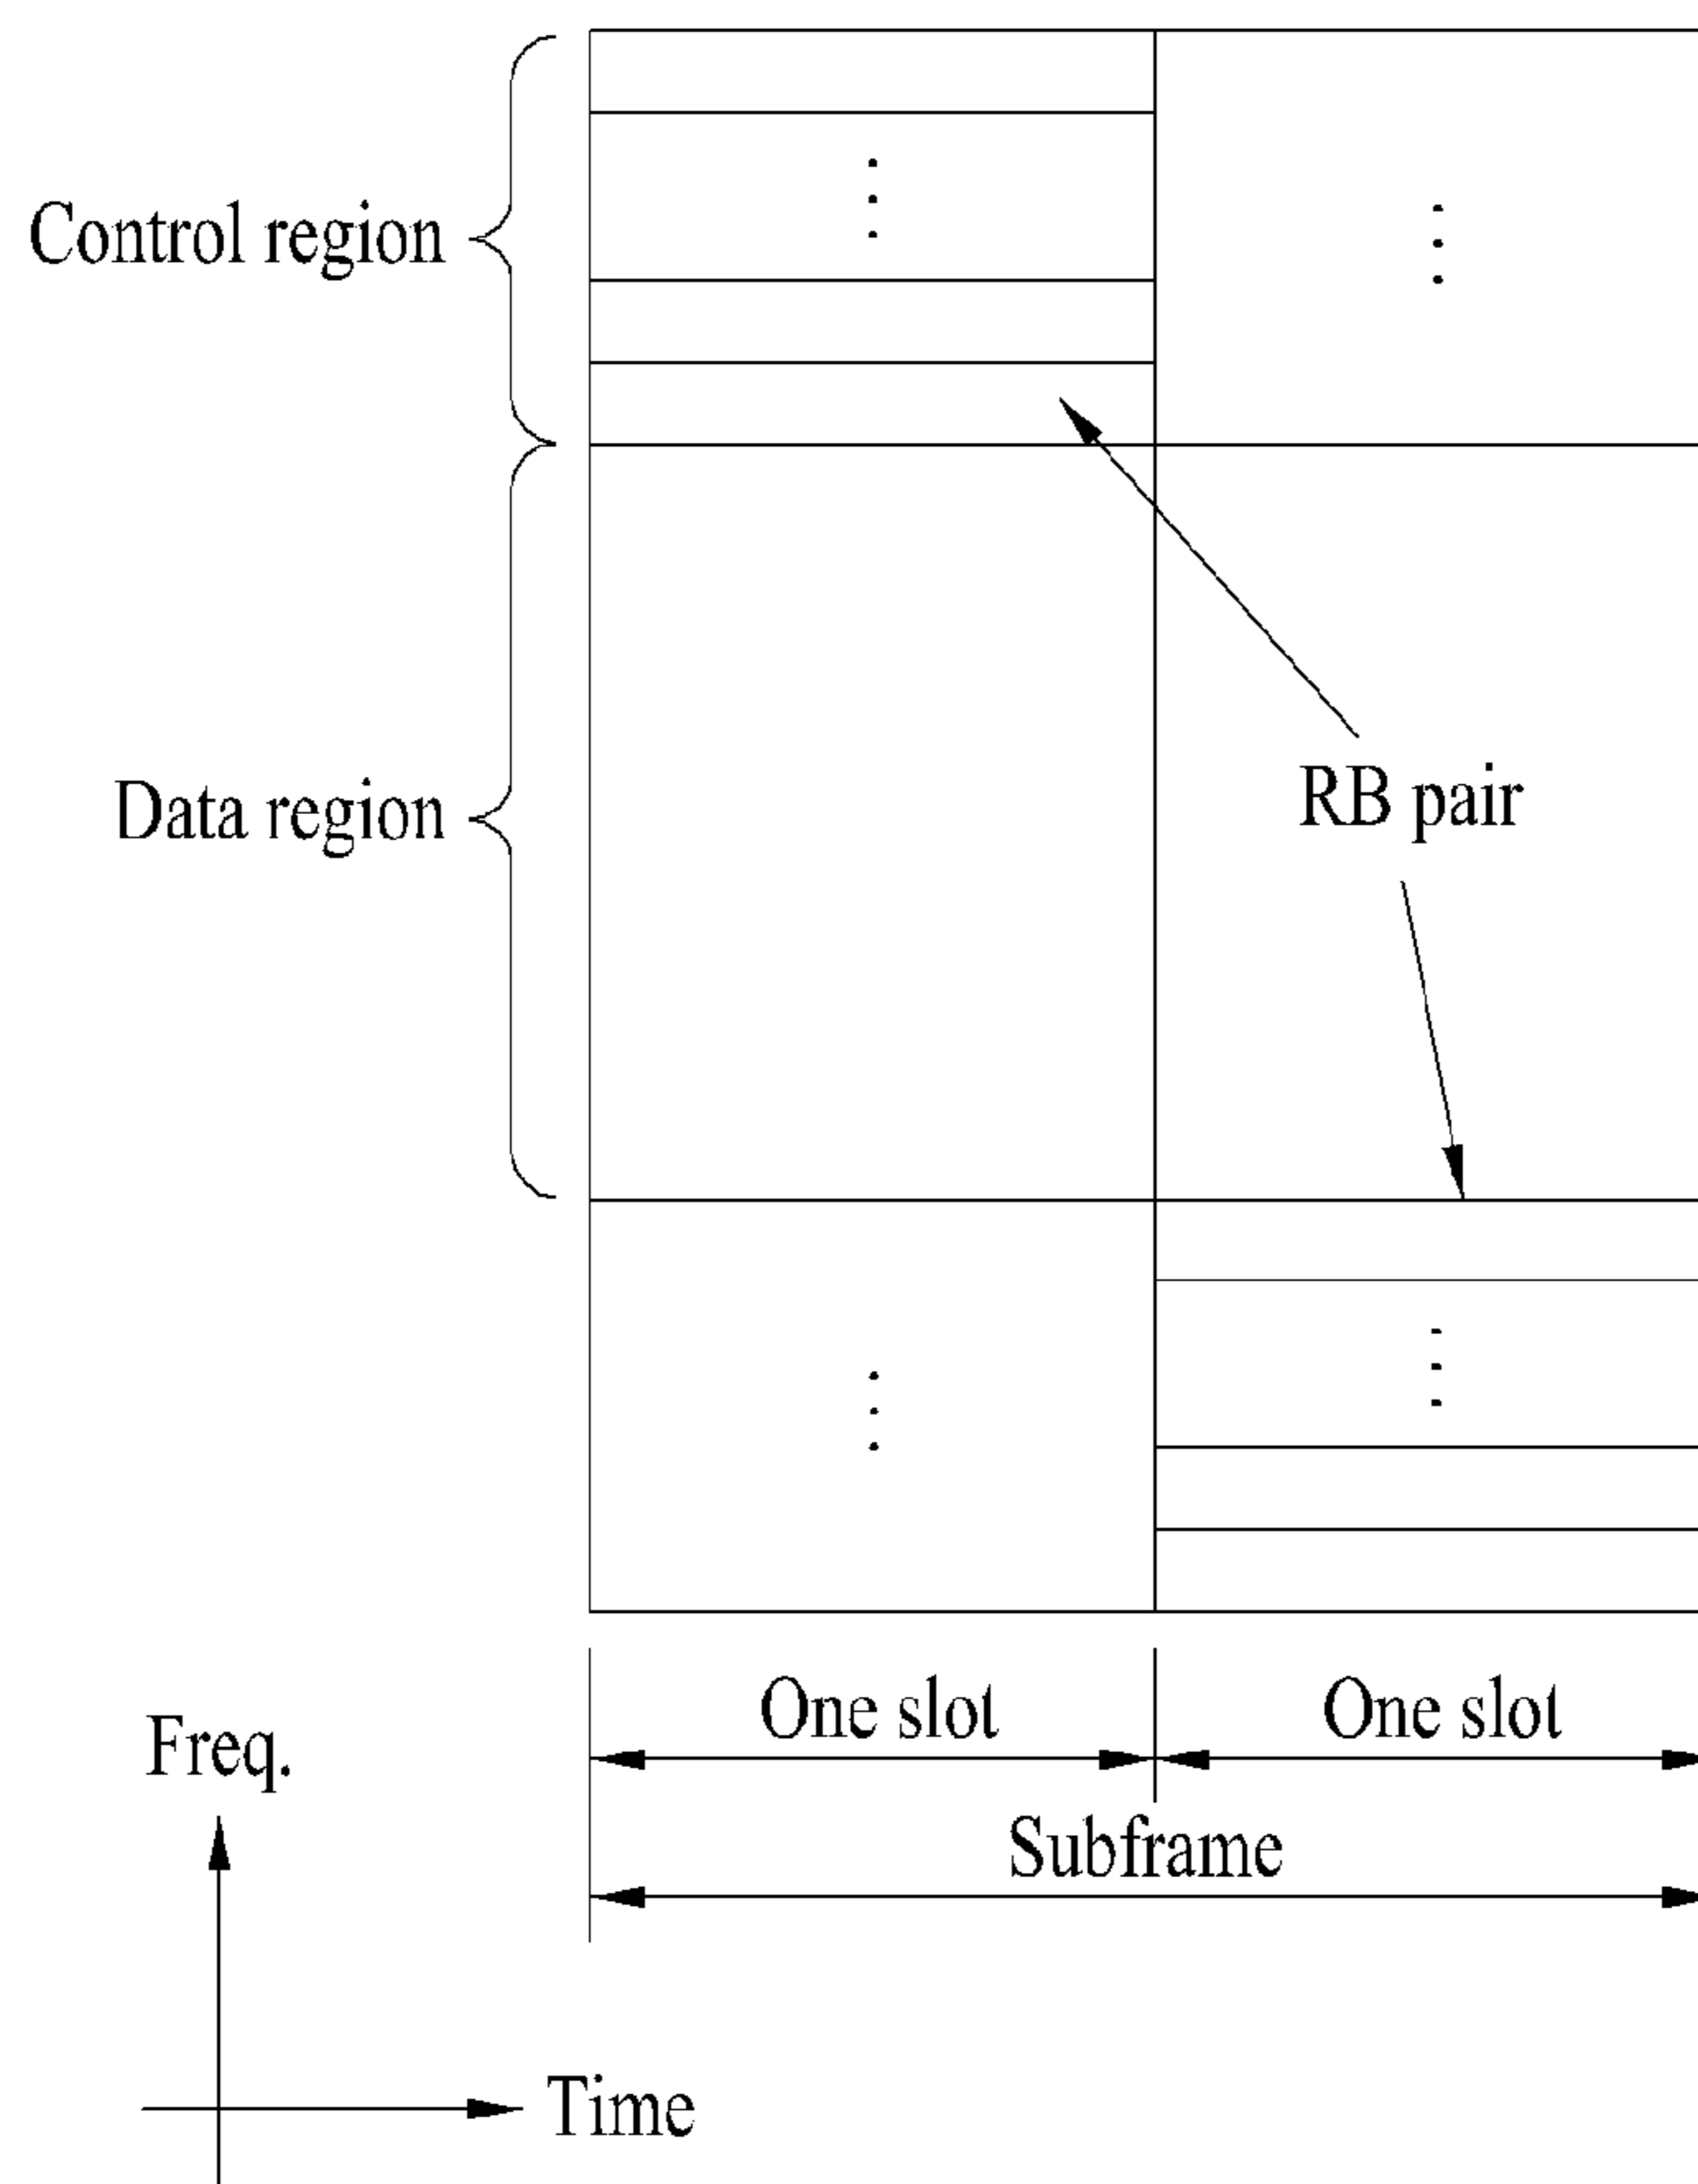 Control region
Data region
RB pair
One slot
One slot
Subframe
Freq.
Time